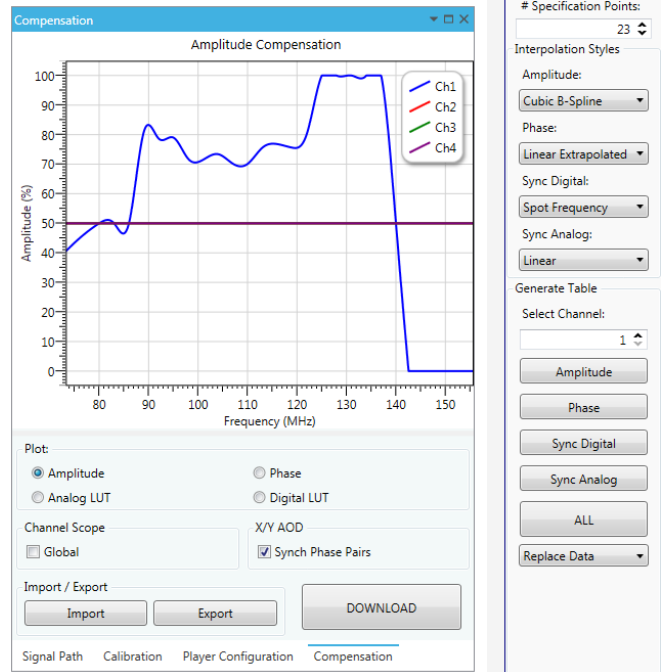 Compensation
Amplitude Compensation
Amplitude (%)
100
90
80
70
60
50
40
30
20
10
0
Ch1
Ch2
Ch3
Ch4
80 90 100 110 120 130 140 150
Frequency (MHz)
Plot:
Amplitude Phase
Analog LUT Digital LUT
Channel Scope X/Y AOD
Global Synch Phase Pairs
Import / Export
Import Export DOWNLOAD
Signal Path Calibration Player Configuration Compensation
# Specification Points:
23
Interpolation Styles
Amplitude:
Cubic B-Spline
Phase:
Linear Extrapolated
Sync Digital:
Spot Frequency
Sync Analog:
Linear
Generate Table
Select Channel:
1
Amplitude
Phase
Sync Digital
Sync Analog
ALL
Replace Data